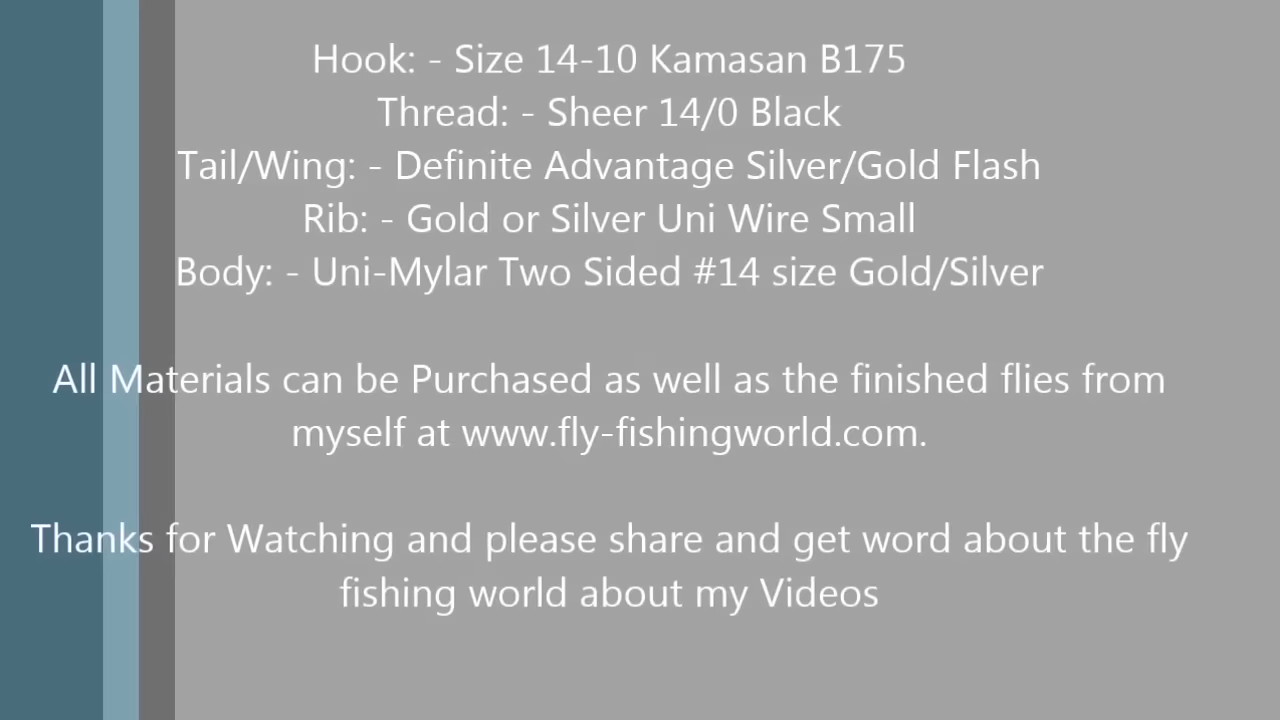 Hook: - Size 14-10 Kamasan B175
Thread: - Sheer 14/0 Black
Tail/Wing: - Definite Advantage Silver/Gold Flash
Rib: - Gold or Silver Uni Wire Small
Body: - Uni-Mylar Two Sided #14 size Gold/Silver
All Materials can be Purchased as well as the finished flies from
myself at www.fly-fishingworld.com.
Thanks for Watching and please share and get word about the fly
fishing world about my Videos